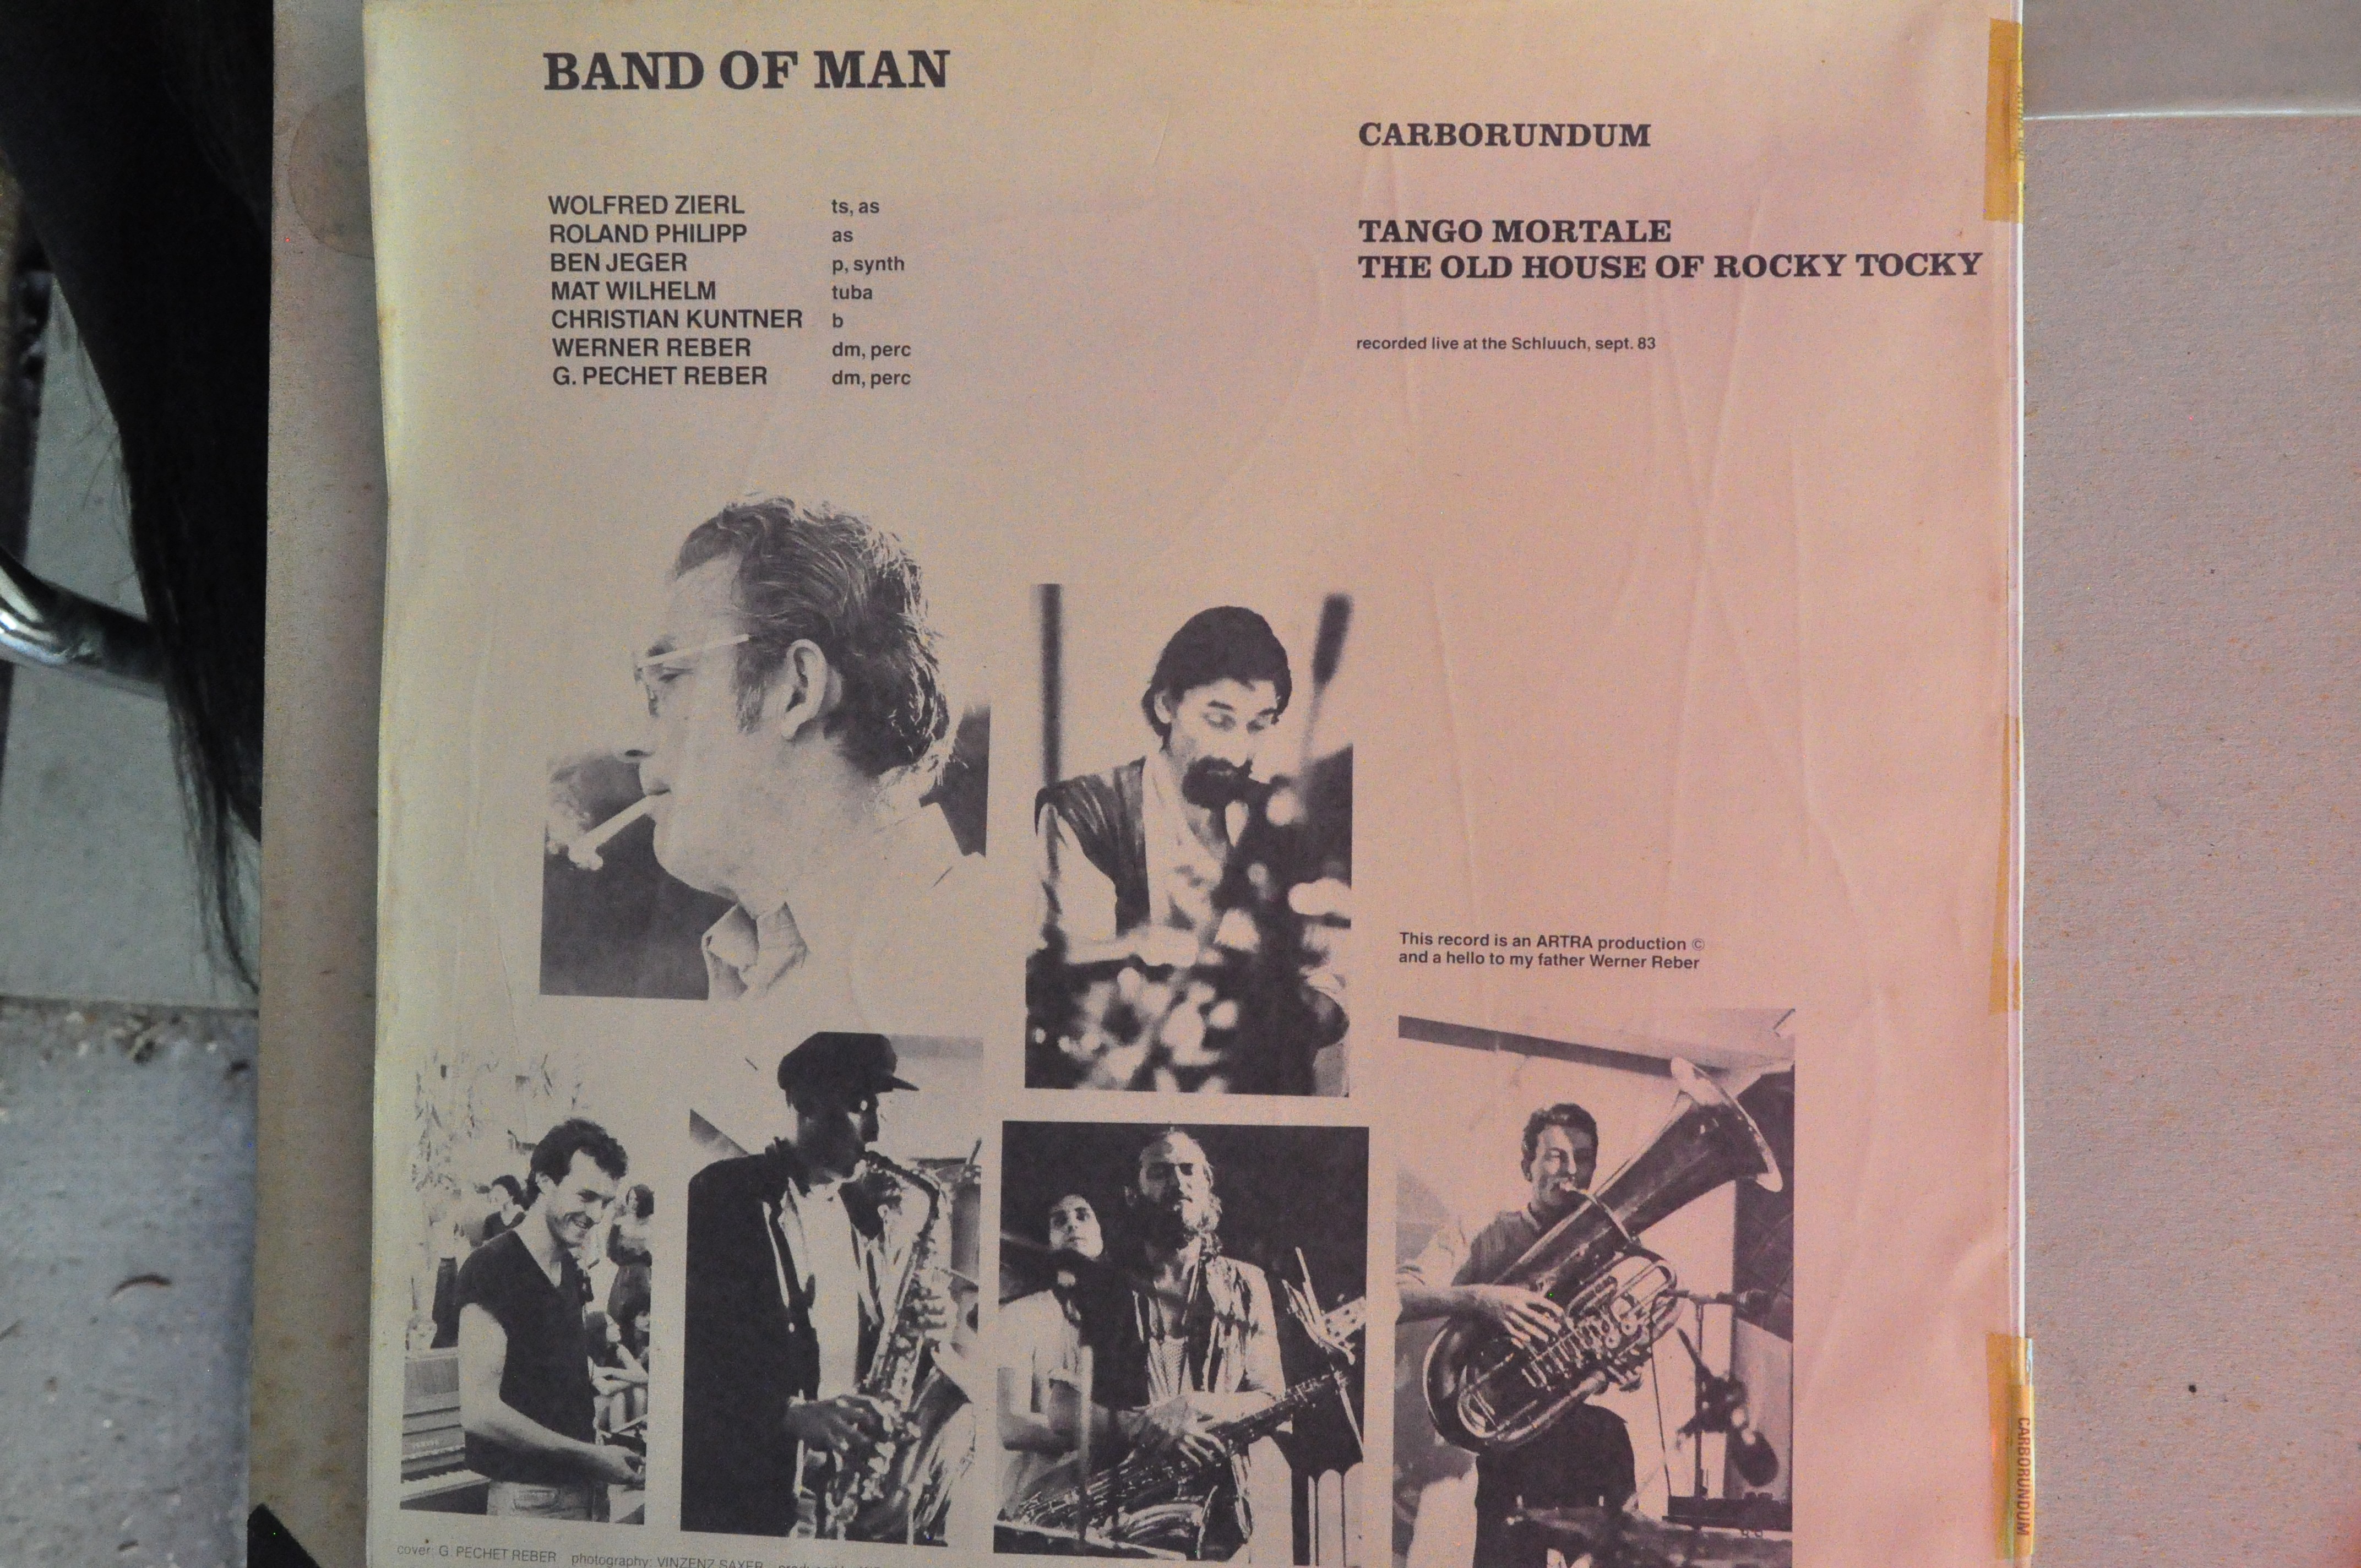 BAND OF MAN
CARBORUNDUM
WOLFRED ZIERL ts, as
ROLAND PHILIPP as
BEN JEGER p, synth
MAT WILHELM tuba
CHRISTIAN KUNTNER b
WERNER REBER dm, perc
G. PECHET REBER dm, perc
TANGO MORTALE
THE OLD HOUSE OF ROCKY TOCKY
recorded live at the Schluuch, sept. 83
This record is an ARTRA production ©
and a hello to my father Werner Reber
cover: G. PECHET REBER photography: VINZENZ SAXER
CARBORUNDUM